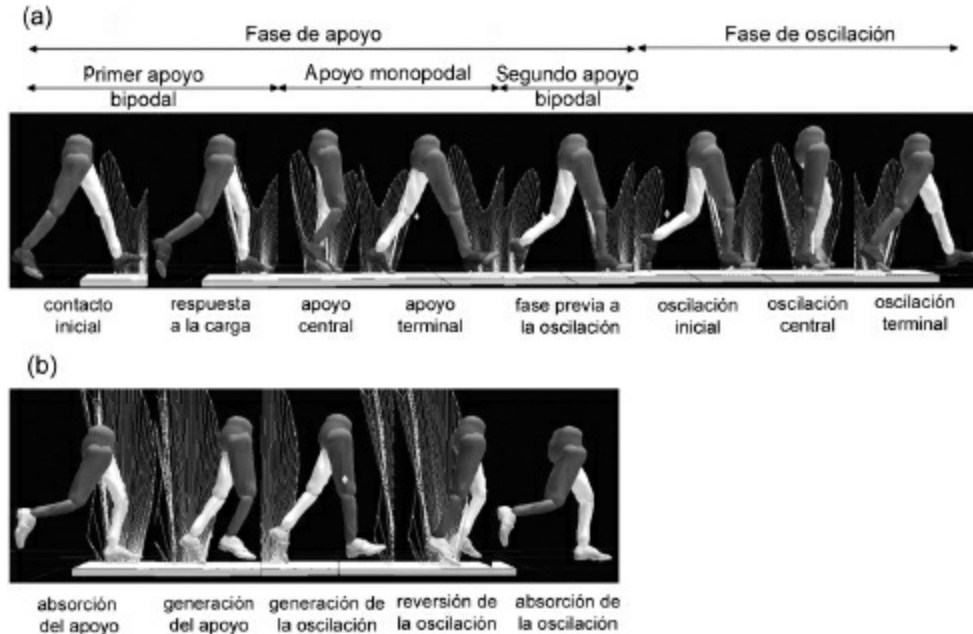 (a)
Fase de apoyo
Fase de oscilación
Primer apoyo
bipodal
Apoyo monopodal
Segundo apoyo
bipodal
contacto
inicial
respuesta
a la carga
apoyo
central
apoyo
terminal
fase previa a
la oscilación
oscilación
inicial
oscilación
central
oscilación
terminal
(b)
absorción
del apoyo
generación
del apoyo
generación de
la oscilación
reversión de
la oscilación
absorción de
la oscilación